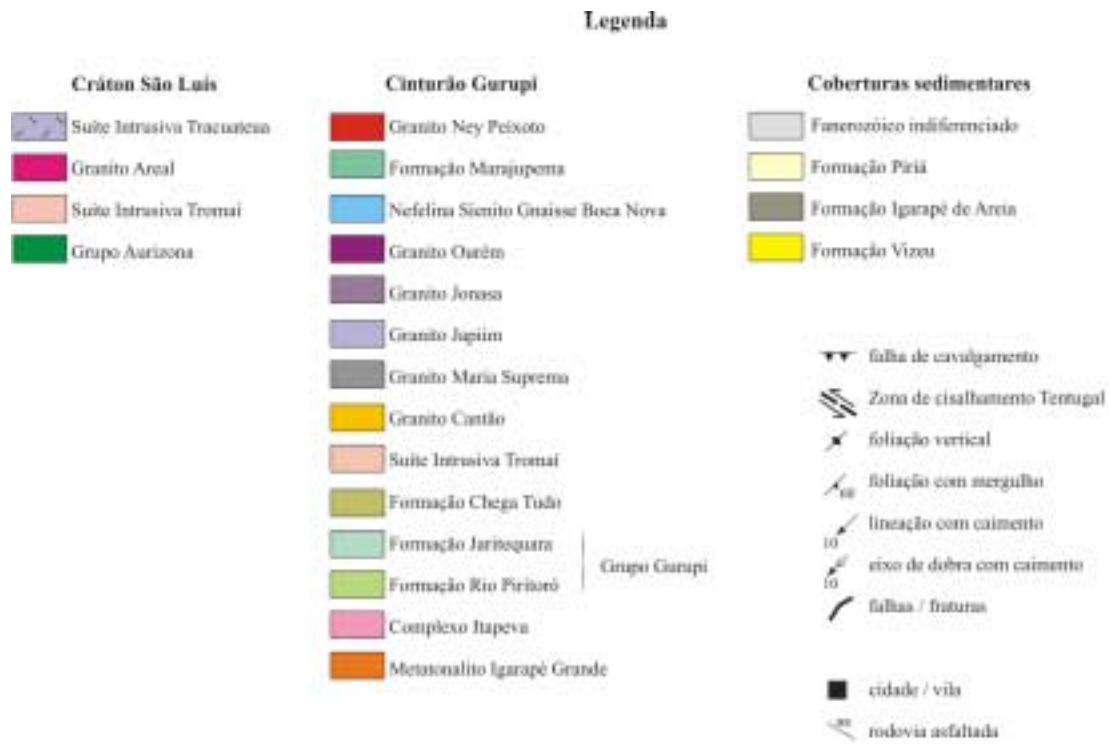 Legenda
Cráton São Luís
Suíte Intrusiva Tracuateua
Granito Areal
Suíte Intrusiva Tromaí
Grupo Aurizona
Cinturão Gurupi
Granito Ney Peixoto
Formação Marajupema
Nefelina Sienito Gnaisse Boca Nova
Granito Ourém
Granito Jonasa
Granito Japiim
Granito Maria Suprema
Granito Cantão
Suíte Intrusiva Tromaí
Formação Chega Tudo
Formação Jaritequara
Formação Rio Piritoró
Grupo Gurupi
Complexo Itapeva
Metatonalito Igarapé Grande
Coberturas sedimentares
Fanerozóico indiferenciado
Formação Piriá
Formação Igarapé de Areia
Formação Vizeu
falha de cavalgamento
Zona de cisalhamento Tentugal
foliação vertical
60 foliação com mergulho
10 lineação com caimento
10 eixo de dobra com caimento
falhas / fraturas
cidade / vila
rodovia asfaltada